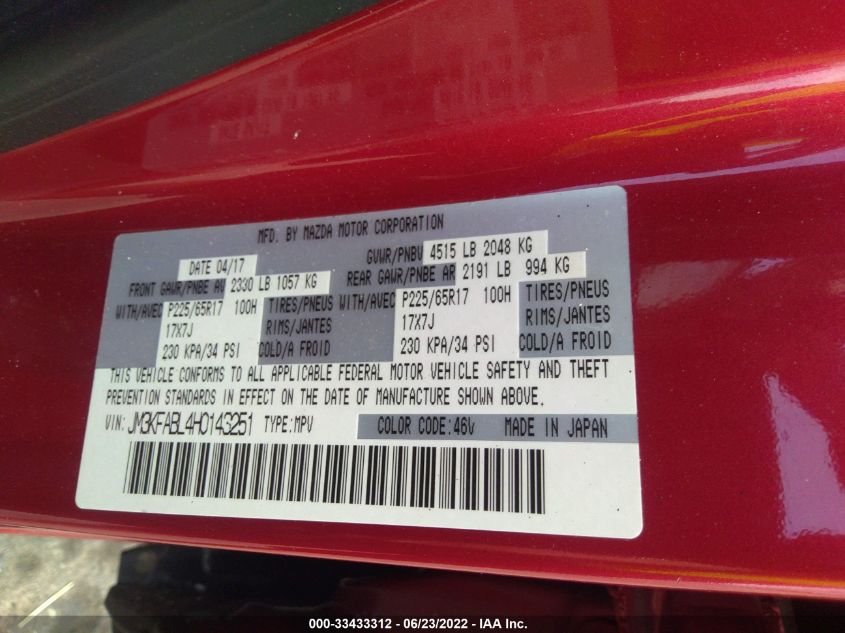 MFD. BY MAZDA MOTOR CORPORATION
DATE 04/17 GVWR/PNBV 4515 LB 2048 KG
FRONT GAWR/PNBE AV 2330 LB 1057 KG REAR GAWR/PNBE AR 2191 LB 994 KG
WITH/AVEC P225/65R17 100H TIRES/PNEUS WITH/AVEC P225/65R17 100H TIRES/PNEUS
17X7J RIMS/JANTES 17X7J RIMS/JANTES
230 KPA/34 PSI COLD/A FROID 230 KPA/34 PSI COLD/A FROID
THIS VEHICLE CONFORMS TO ALL APPLICABLE FEDERAL MOTOR VEHICLE SAFETY AND THEFT
PREVENTION STANDARDS IN EFFECT ON THE DATE OF MANUFACTURE SHOWN ABOVE.
VIN: JM3KFABL4H0143251 TYPE:MPV COLOR CODE:46V MADE IN JAPAN
000-33433312 - 06/23/2022 - IAA Inc.